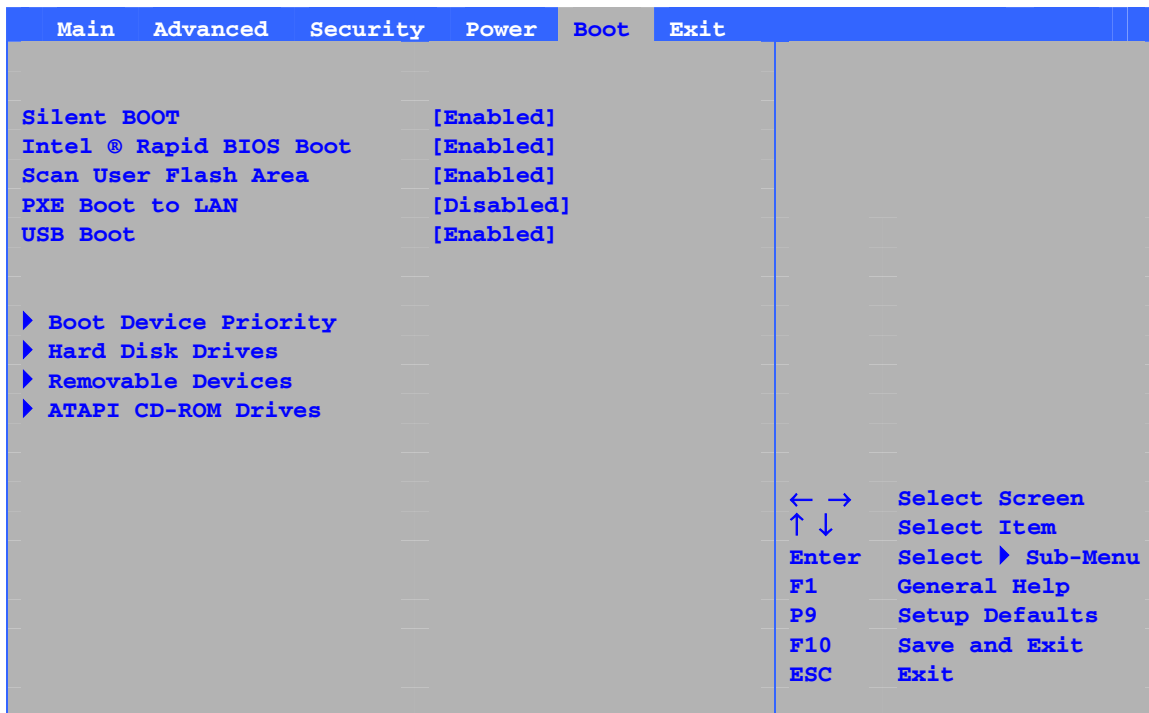 Main Advanced Security Power Boot Exit
Silent BOOT [Enabled]
Intel ® Rapid BIOS Boot [Enabled]
Scan User Flash Area [Enabled]
PXE Boot to LAN [Disabled]
USB Boot [Enabled]
Boot Device Priority
Hard Disk Drives
Removable Devices
ATAPI CD-ROM Drives
← → Select Screen
↑ ↓ Select Item
Enter Select ▶ Sub-Menu
F1 General Help
P9 Setup Defaults
F10 Save and Exit
ESC Exit